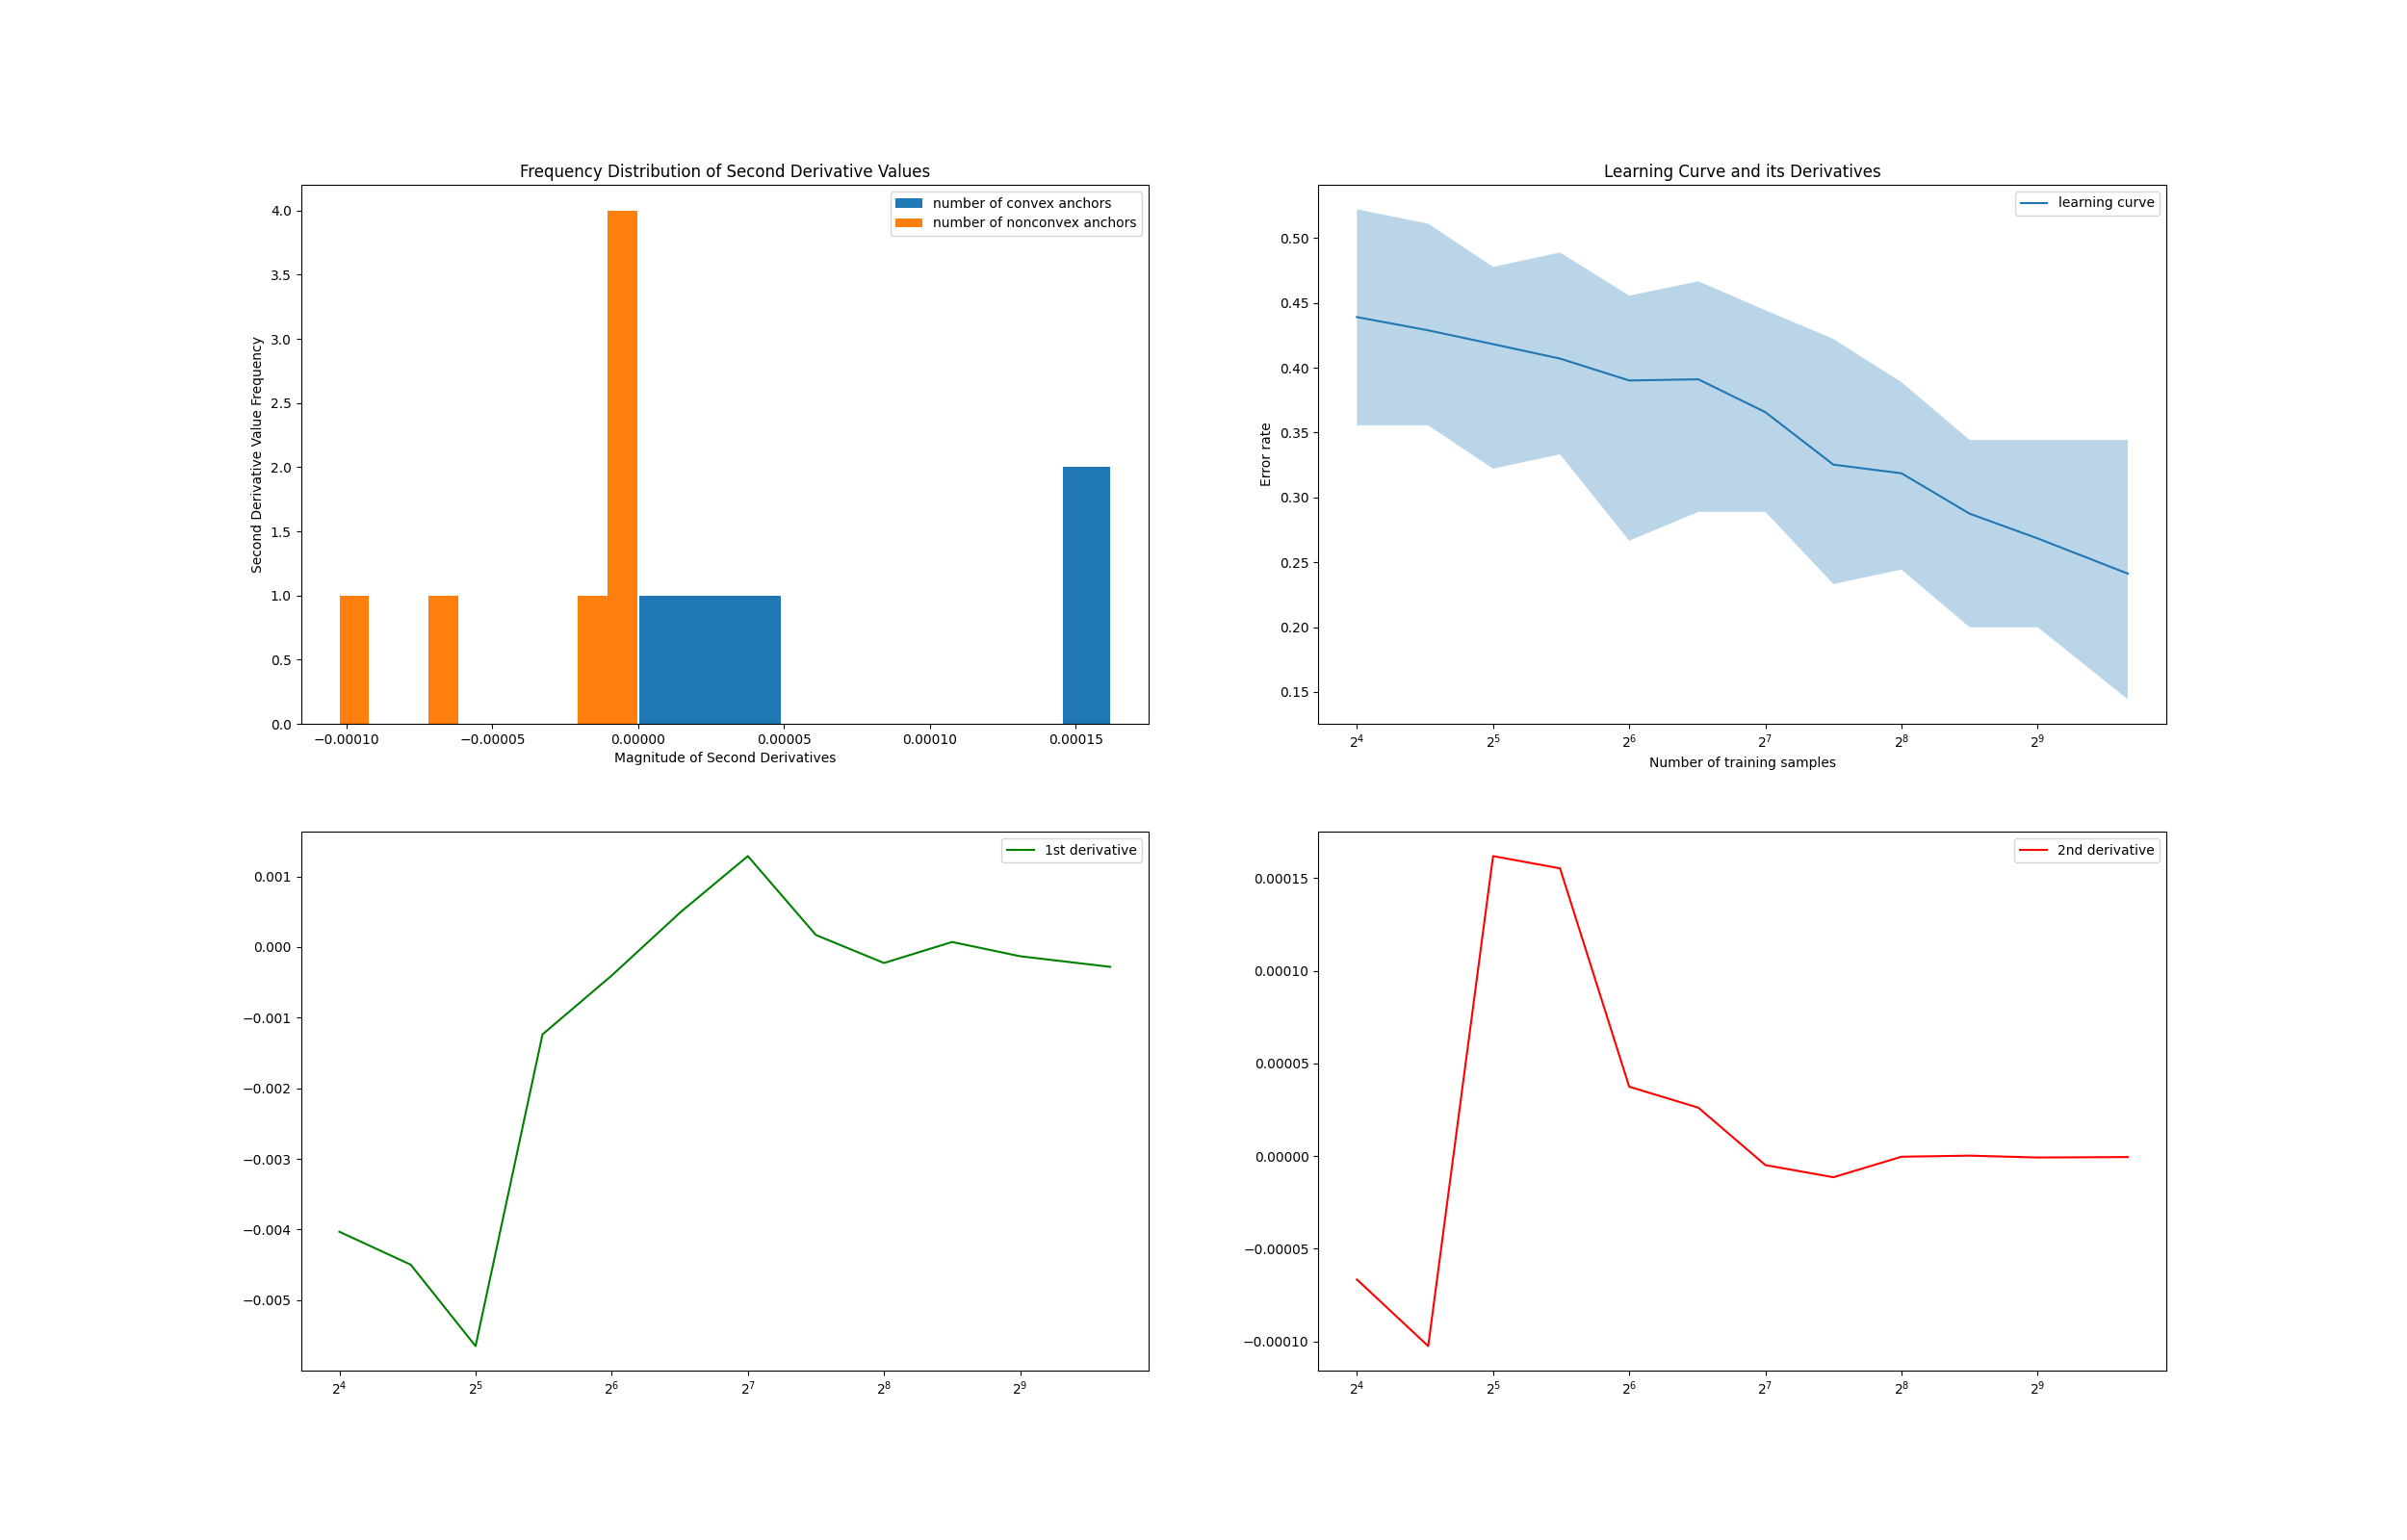 Frequency Distribution of Second Derivative Values
number of convex anchors
number of nonconvex anchors
Second Derivative Value Frequency
4.0
3.5
3.0
2.5
2.0
1.5
1.0
0.5
0.0
−0.00010 −0.00005 0.00000 0.00005 0.00010 0.00015
Magnitude of Second Derivatives
Learning Curve and its Derivatives
learning curve
Error rate
0.50
0.45
0.40
0.35
0.30
0.25
0.20
0.15
2⁴ 2⁵ 2⁶ 2⁷ 2⁸ 2⁹
Number of training samples
1st derivative
0.001
0.000
−0.001
−0.002
−0.003
−0.004
−0.005
2⁴ 2⁵ 2⁶ 2⁷ 2⁸ 2⁹
2nd derivative
0.00015
0.00010
0.00005
0.00000
−0.00005
−0.00010
2⁴ 2⁵ 2⁶ 2⁷ 2⁸ 2⁹